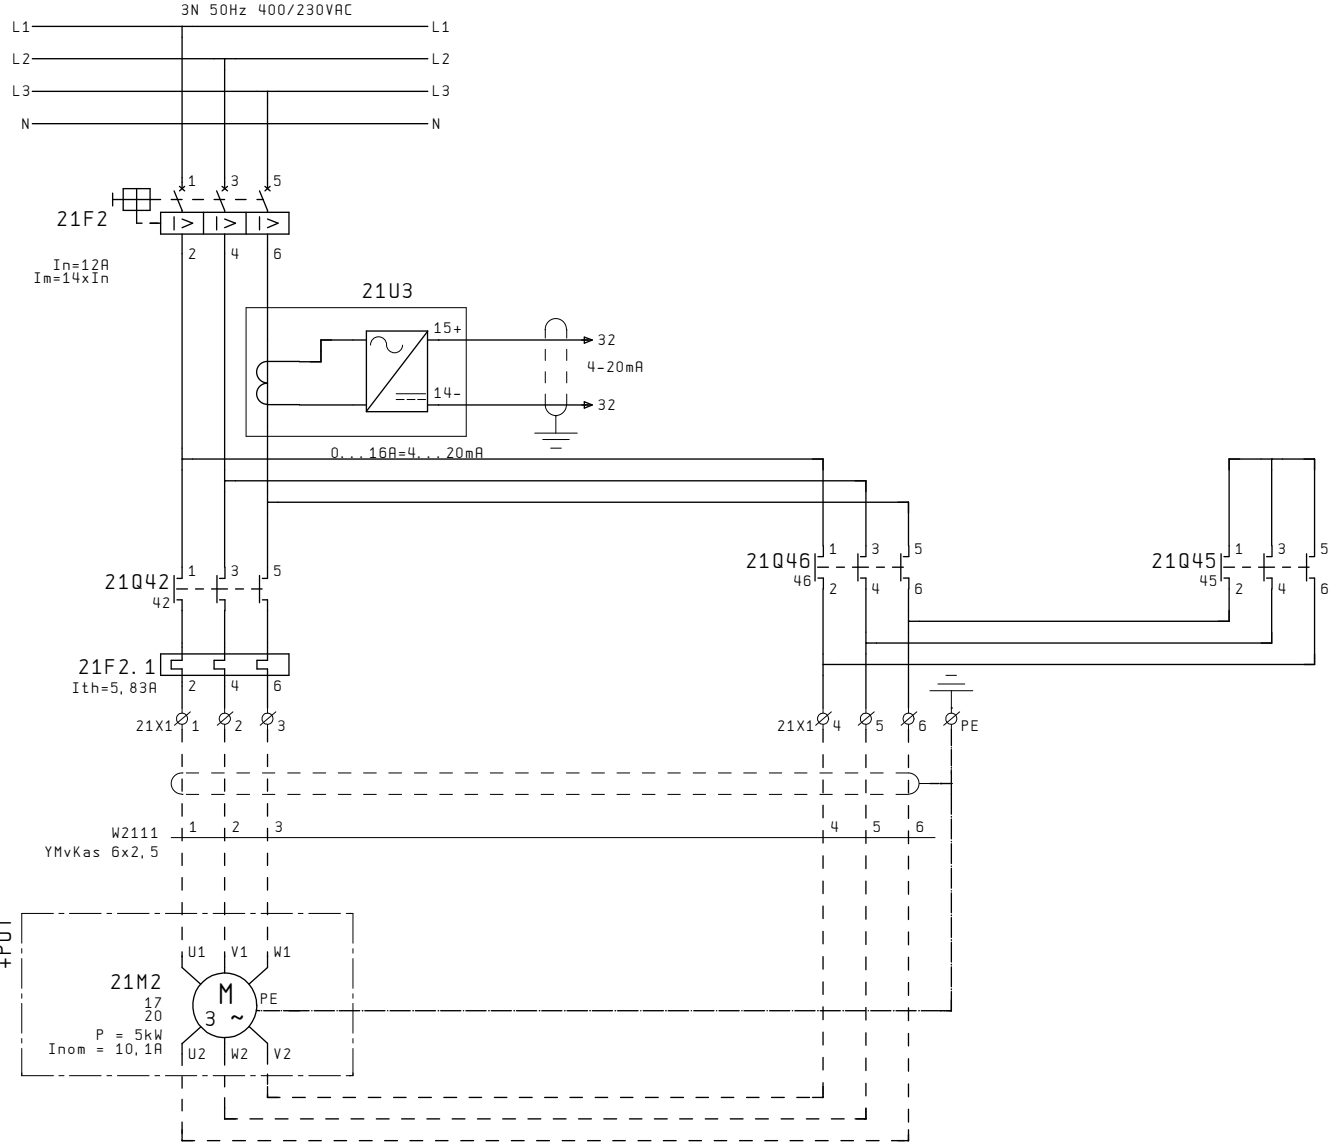 3N 50Hz 400/230VAC
L1 L1
L2 L2
L3 L3
N N
1 3 5
21F2
I> I> I>
2 4 6
In=12A
Im=14xIn
21U3
15+ 32
4-20mA
14- 32
0...16A=4...20mA
1 3 5
21Q46
46
2 4 6
1 3 5
21Q45
45
2 4 6
1 3 5
21Q42
42
21F2.1
Ith=5,83A
2 4 6
21X1 1 2 3
21X1 4 5 6 PE
W2111 1 2 3 4 5 6
YMvKas 6x2,5
U1 V1 W1
21M2
17
20
M
3 ~
PE
P = 5kW
Inom = 10,1A
U2 W2 V2